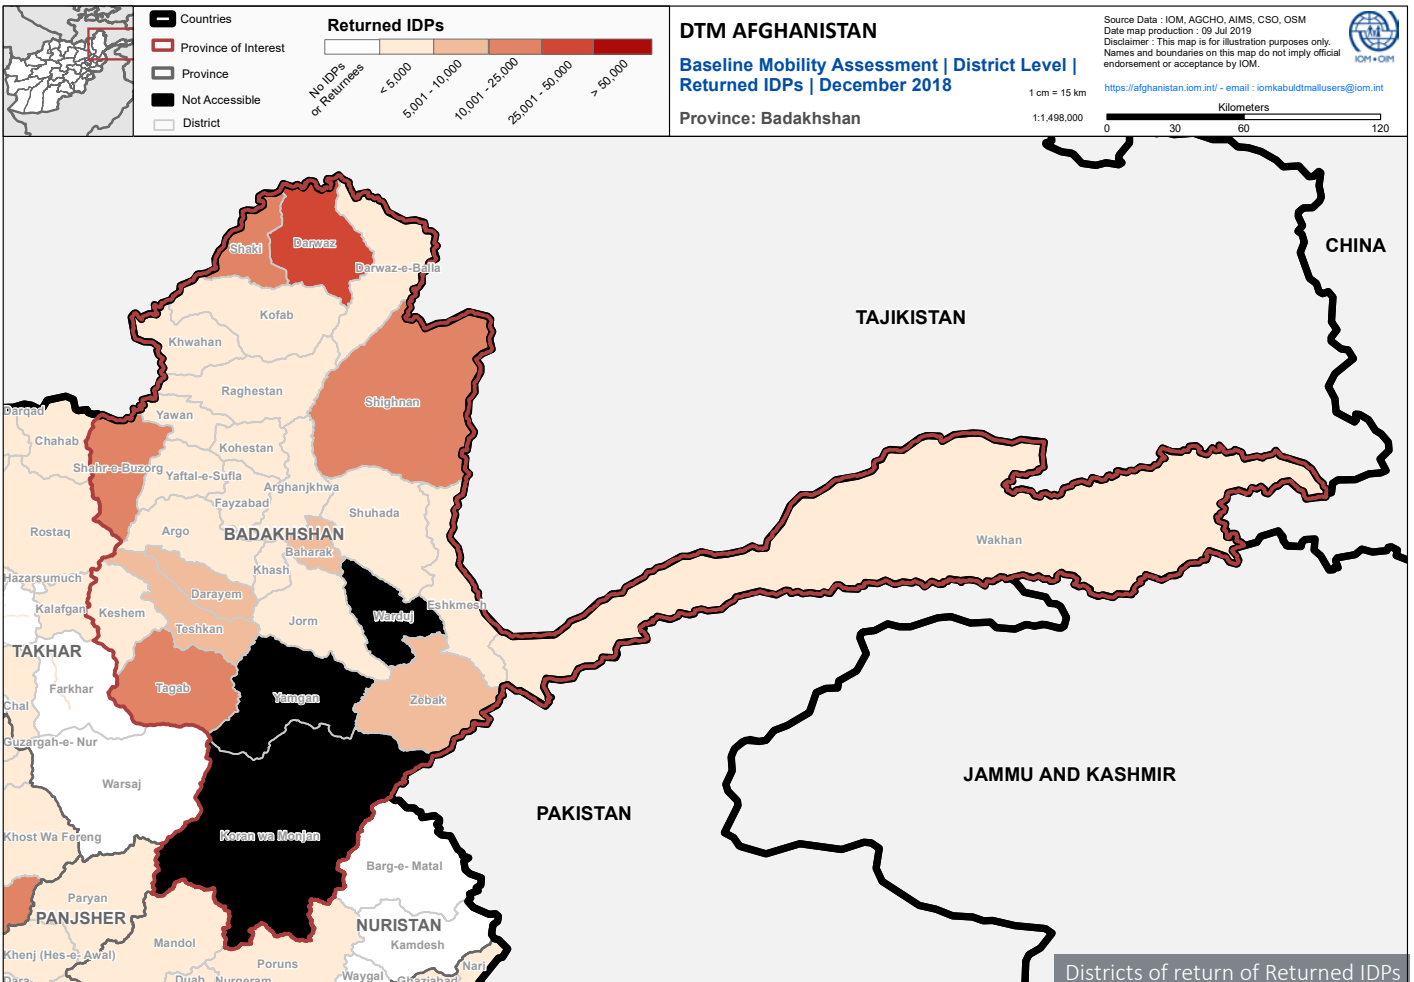 Countries
Province of Interest
Province
Not Accessible
District
Returned IDPs
No IDPs
or Returnees
< 5,000
5,001 - 10,000
10,001 - 25,000
25,001 - 50,000
> 50,000
DTM AFGHANISTAN
Baseline Mobility Assessment | District Level |
Returned IDPs | December 2018
Province: Badakhshan
1 cm = 15 km
1:1,498,000
Source Data : IOM, AGCHO, AIMS, CSO, OSM
Date map production : 09 Jul 2019
Disclaimer : This map is for illustration purposes only.
Names and boundaries on this map do not imply official
endorsement or acceptance by IOM.
IOM•OIM
https://afghanistan.iom.int/ - email : iomkabuldtmallusers@iom.int
Kilometers
0 30 60 120
CHINA
Shaki
Darwaz
Darwaz-e-Balla
Kofab
TAJIKISTAN
Khwahan
Raghestan
Shighnan
Darqad
Yawan
Chahab
Kohestan
Shahr-e-Buzorg
Yaftal-e-Sufla
Arghanjkhwa
Fayzabad
Shuhada
Rostaq
Argo
BADAKHSHAN
Wakhan
Baharak
Khash
Hazarsumuch
Darayem
Kalafgan
Keshem
Eshkmesh
Warduj
Jorm
Teshkan
TAKHAR
Farkhar
Tagab
Yamgan
Zebak
Chal
Guzargah-e- Nur
Warsaj
JAMMU AND KASHMIR
PAKISTAN
Koran wa Monjan
Khost Wa Fereng
Barg-e- Matal
Paryan
PANJSHER
NURISTAN
Mandol
Kamdesh
Khenj (Hes-e- Awal)
Poruns
Nari
Waygal
Dara
Duab
Nurgeram
Ghaziabad
Districts of return of Returned IDPs